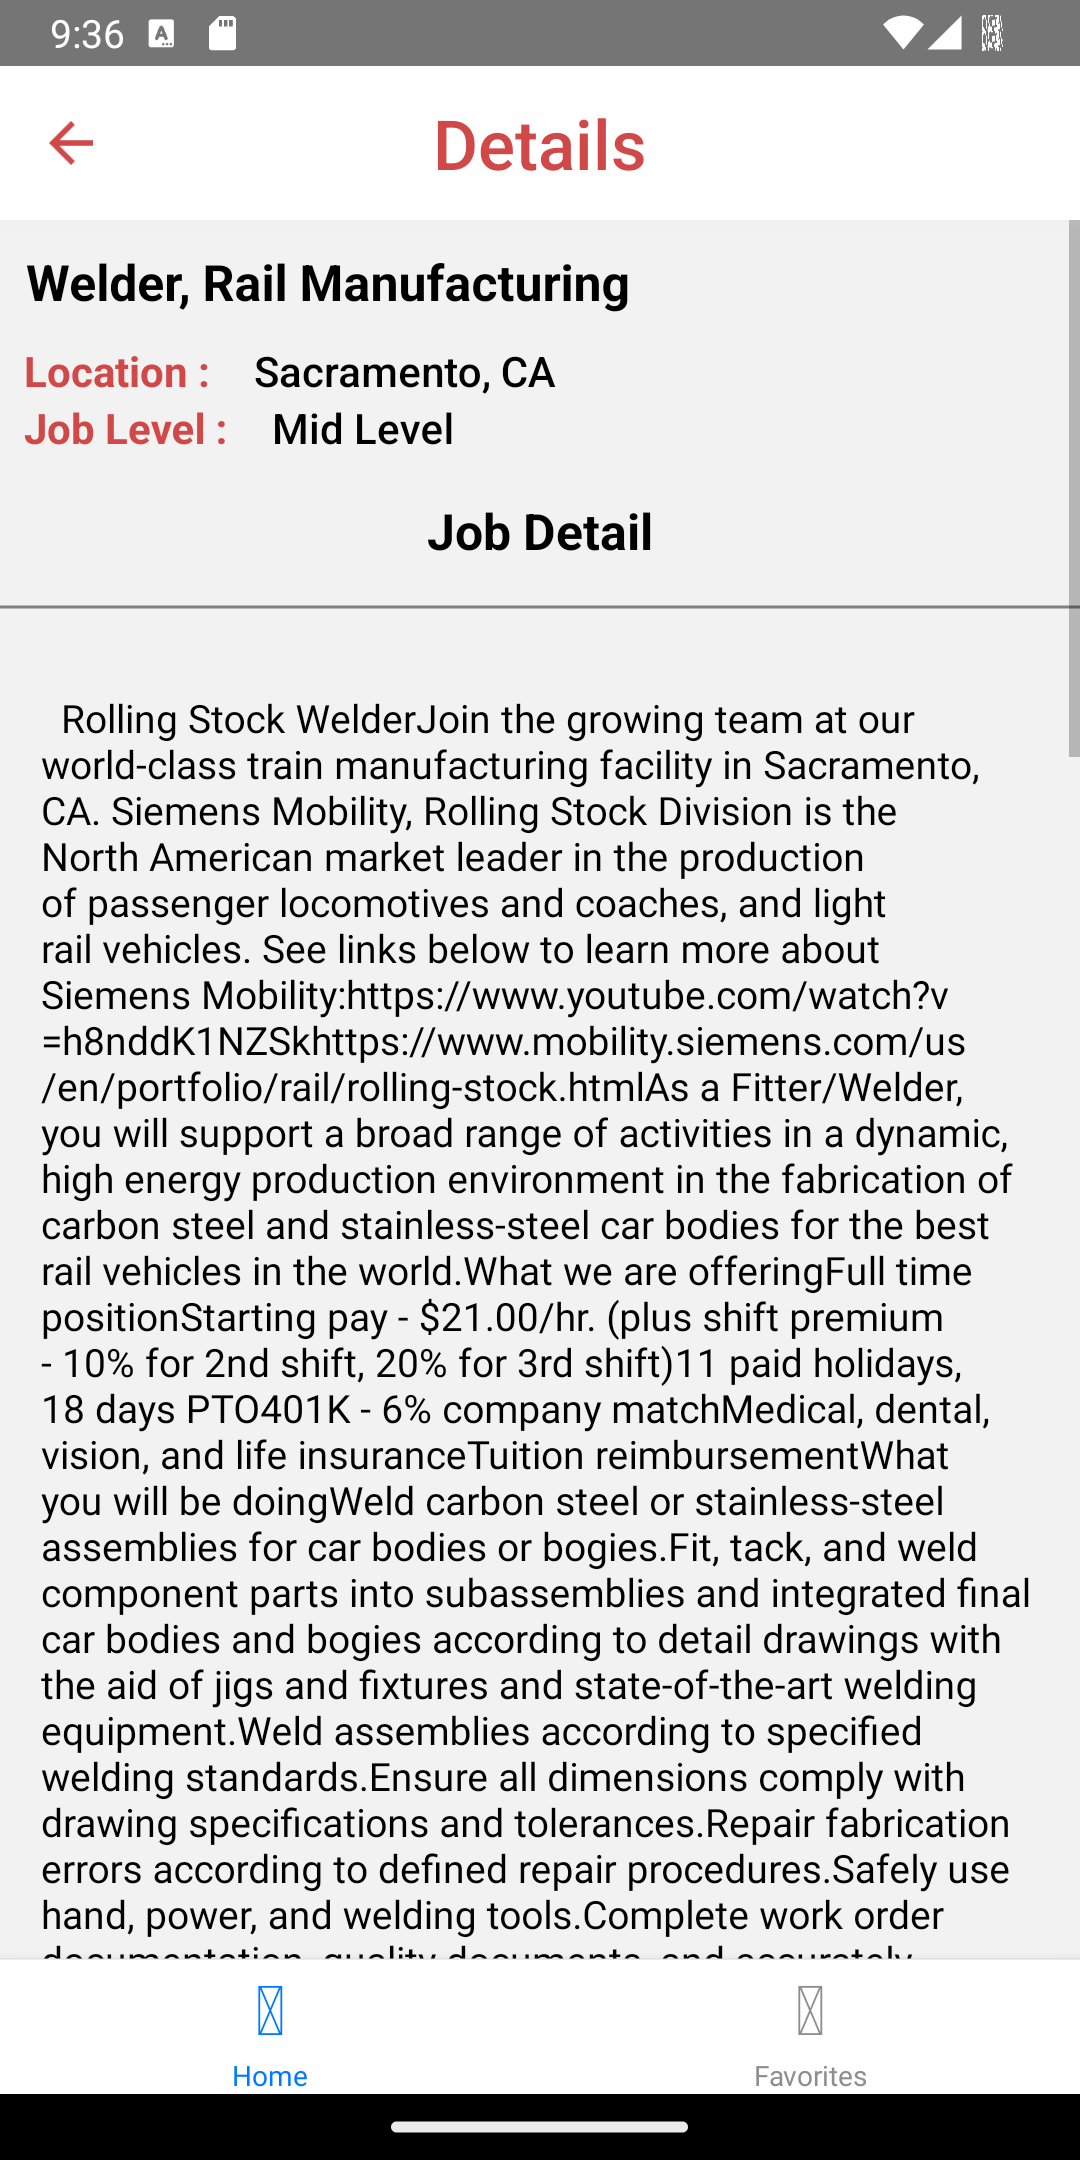 9:36
Details
Welder, Rail Manufacturing
Location : Sacramento, CA
Job Level : Mid Level
Job Detail
Rolling Stock WelderJoin the growing team at our
world-class train manufacturing facility in Sacramento,
CA. Siemens Mobility, Rolling Stock Division is the
North American market leader in the production
of passenger locomotives and coaches, and light
rail vehicles. See links below to learn more about
Siemens Mobility:https://www.youtube.com/watch?v
=h8nddK1NZSkhttps://www.mobility.siemens.com/us
/en/portfolio/rail/rolling-stock.htmlAs a Fitter/Welder,
you will support a broad range of activities in a dynamic,
high energy production environment in the fabrication of
carbon steel and stainless-steel car bodies for the best
rail vehicles in the world.What we are offeringFull time
positionStarting pay - $21.00/hr. (plus shift premium
- 10% for 2nd shift, 20% for 3rd shift)11 paid holidays,
18 days PTO401K - 6% company matchMedical, dental,
vision, and life insuranceTuition reimbursementWhat
you will be doingWeld carbon steel or stainless-steel
assemblies for car bodies or bogies.Fit, tack, and weld
component parts into subassemblies and integrated final
car bodies and bogies according to detail drawings with
the aid of jigs and fixtures and state-of-the-art welding
equipment.Weld assemblies according to specified
welding standards.Ensure all dimensions comply with
drawing specifications and tolerances.Repair fabrication
errors according to defined repair procedures.Safely use
hand, power, and welding tools.Complete work order
documentation, quality documents, and accurately
Home
Favorites